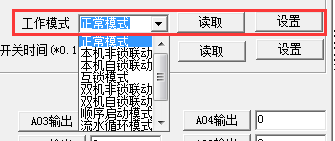 工作模式 正常模式 读取 设置
开关时间(*0.1 正常模式 读取 设置
本机非锁联动
本机自锁联动
互锁模式
双机非锁联动
双机自锁联动
顺序启动模式
流水循环模式
AO3输出 AO4输出 0
0